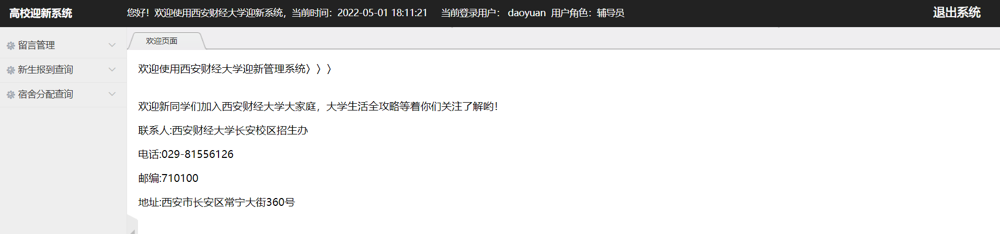 高校迎新系统
您好！欢迎使用西安财经大学迎新系统，当前时间：2022-05-01 18:11:21 当前登录用户： daoyuan 用户角色：辅导员
退出系统
留言管理
新生报到查询
宿舍分配查询
欢迎页面
欢迎使用西安财经大学迎新管理系统〉〉〉
欢迎新同学们加入西安财经大学大家庭，大学生活全攻略等着你们关注了解哟！
联系人:西安财经大学长安校区招生办
电话:029-81556126
邮编:710100
地址:西安市长安区常宁大街360号